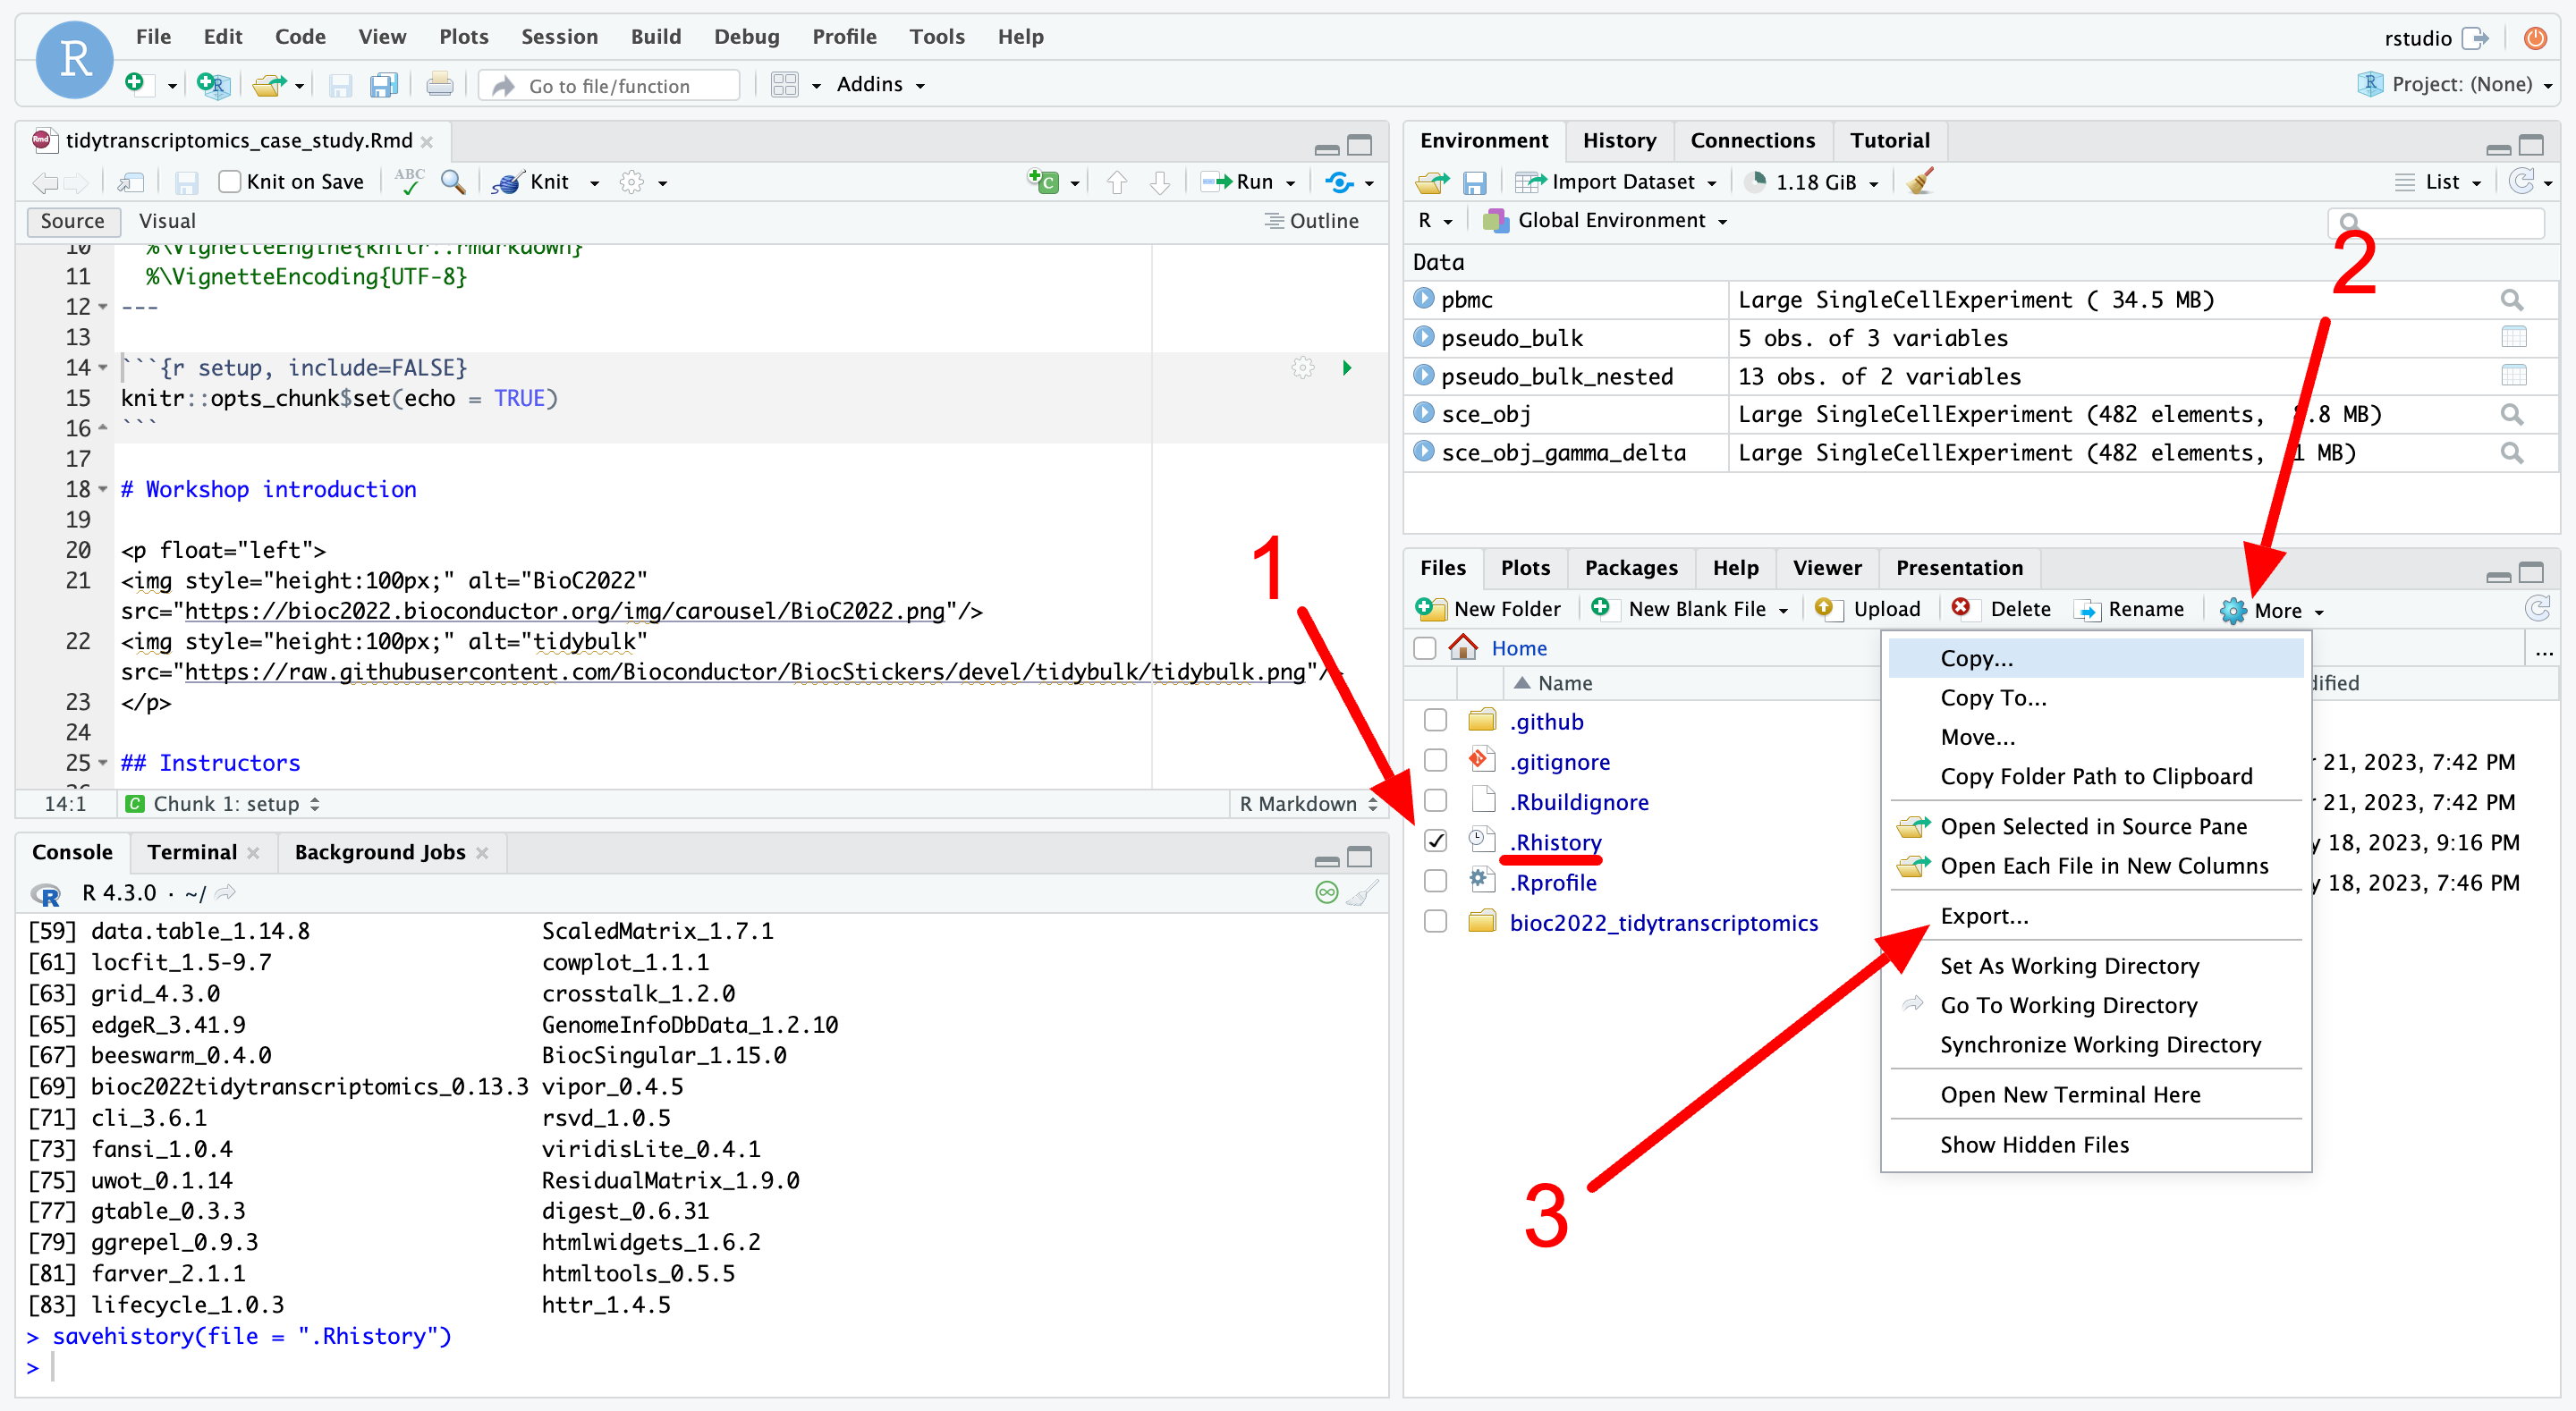 R
File Edit Code View Plots Session Build Debug Profile Tools Help
rstudio
R Go to file/function Addins
R Project: (None)
Rmd tidytranscriptomics_case_study.Rmd
Knit on Save ABC Knit C Run
Source Visual Outline
10 %\VignetteEngine{knitr::rmarkdown}
11 %\VignetteEncoding{UTF-8}
12 ---
13
14 ```{r setup, include=FALSE}
15 knitr::opts_chunk$set(echo = TRUE)
16 ```
17
18 # Workshop introduction
19
20 <p float="left">
21 <img style="height:100px;" alt="BioC2022"
src="https://bioc2022.bioconductor.org/img/carousel/BioC2022.png"/>
22 <img style="height:100px;" alt="tidybulk"
src="https://raw.githubusercontent.com/Bioconductor/BiocStickers/devel/tidybulk/tidybulk.png"/>
23 </p>
24
25 ## Instructors
14:1 C Chunk 1: setup R Markdown
Console Terminal Background Jobs
R R 4.3.0 · ~/
[59] data.table_1.14.8 ScaledMatrix_1.7.1
[61] locfit_1.5-9.7 cowplot_1.1.1
[63] grid_4.3.0 crosstalk_1.2.0
[65] edgeR_3.41.9 GenomeInfoDbData_1.2.10
[67] beeswarm_0.4.0 BiocSingular_1.15.0
[69] bioc2022tidytranscriptomics_0.13.3 vipor_0.4.5
[71] cli_3.6.1 rsvd_1.0.5
[73] fansi_1.0.4 viridisLite_0.4.1
[75] uwot_0.1.14 ResidualMatrix_1.9.0
[77] gtable_0.3.3 digest_0.6.31
[79] ggrepel_0.9.3 htmlwidgets_1.6.2
[81] farver_2.1.1 htmltools_0.5.5
[83] lifecycle_1.0.3 httr_1.4.5
> savehistory(file = ".Rhistory")
>
Environment History Connections Tutorial
Import Dataset 1.18 GiB List
R Global Environment
Data
pbmc Large SingleCellExperiment ( 34.5 MB)
pseudo_bulk 5 obs. of 3 variables
pseudo_bulk_nested 13 obs. of 2 variables
sce_obj Large SingleCellExperiment (482 elements, .8 MB)
sce_obj_gamma_delta Large SingleCellExperiment (482 elements, 1 MB)
1
2
3
Files Plots Packages Help Viewer Presentation
New Folder New Blank File Upload Delete Rename More
Home ...
Name dified
.github
.gitignore r 21, 2023, 7:42 PM
.Rbuildignore r 21, 2023, 7:42 PM
.Rhistory y 18, 2023, 9:16 PM
.Rprofile y 18, 2023, 7:46 PM
bioc2022_tidytranscriptomics
Copy...
Copy To...
Move...
Copy Folder Path to Clipboard
Open Selected in Source Pane
Open Each File in New Columns
Export...
Set As Working Directory
Go To Working Directory
Synchronize Working Directory
Open New Terminal Here
Show Hidden Files